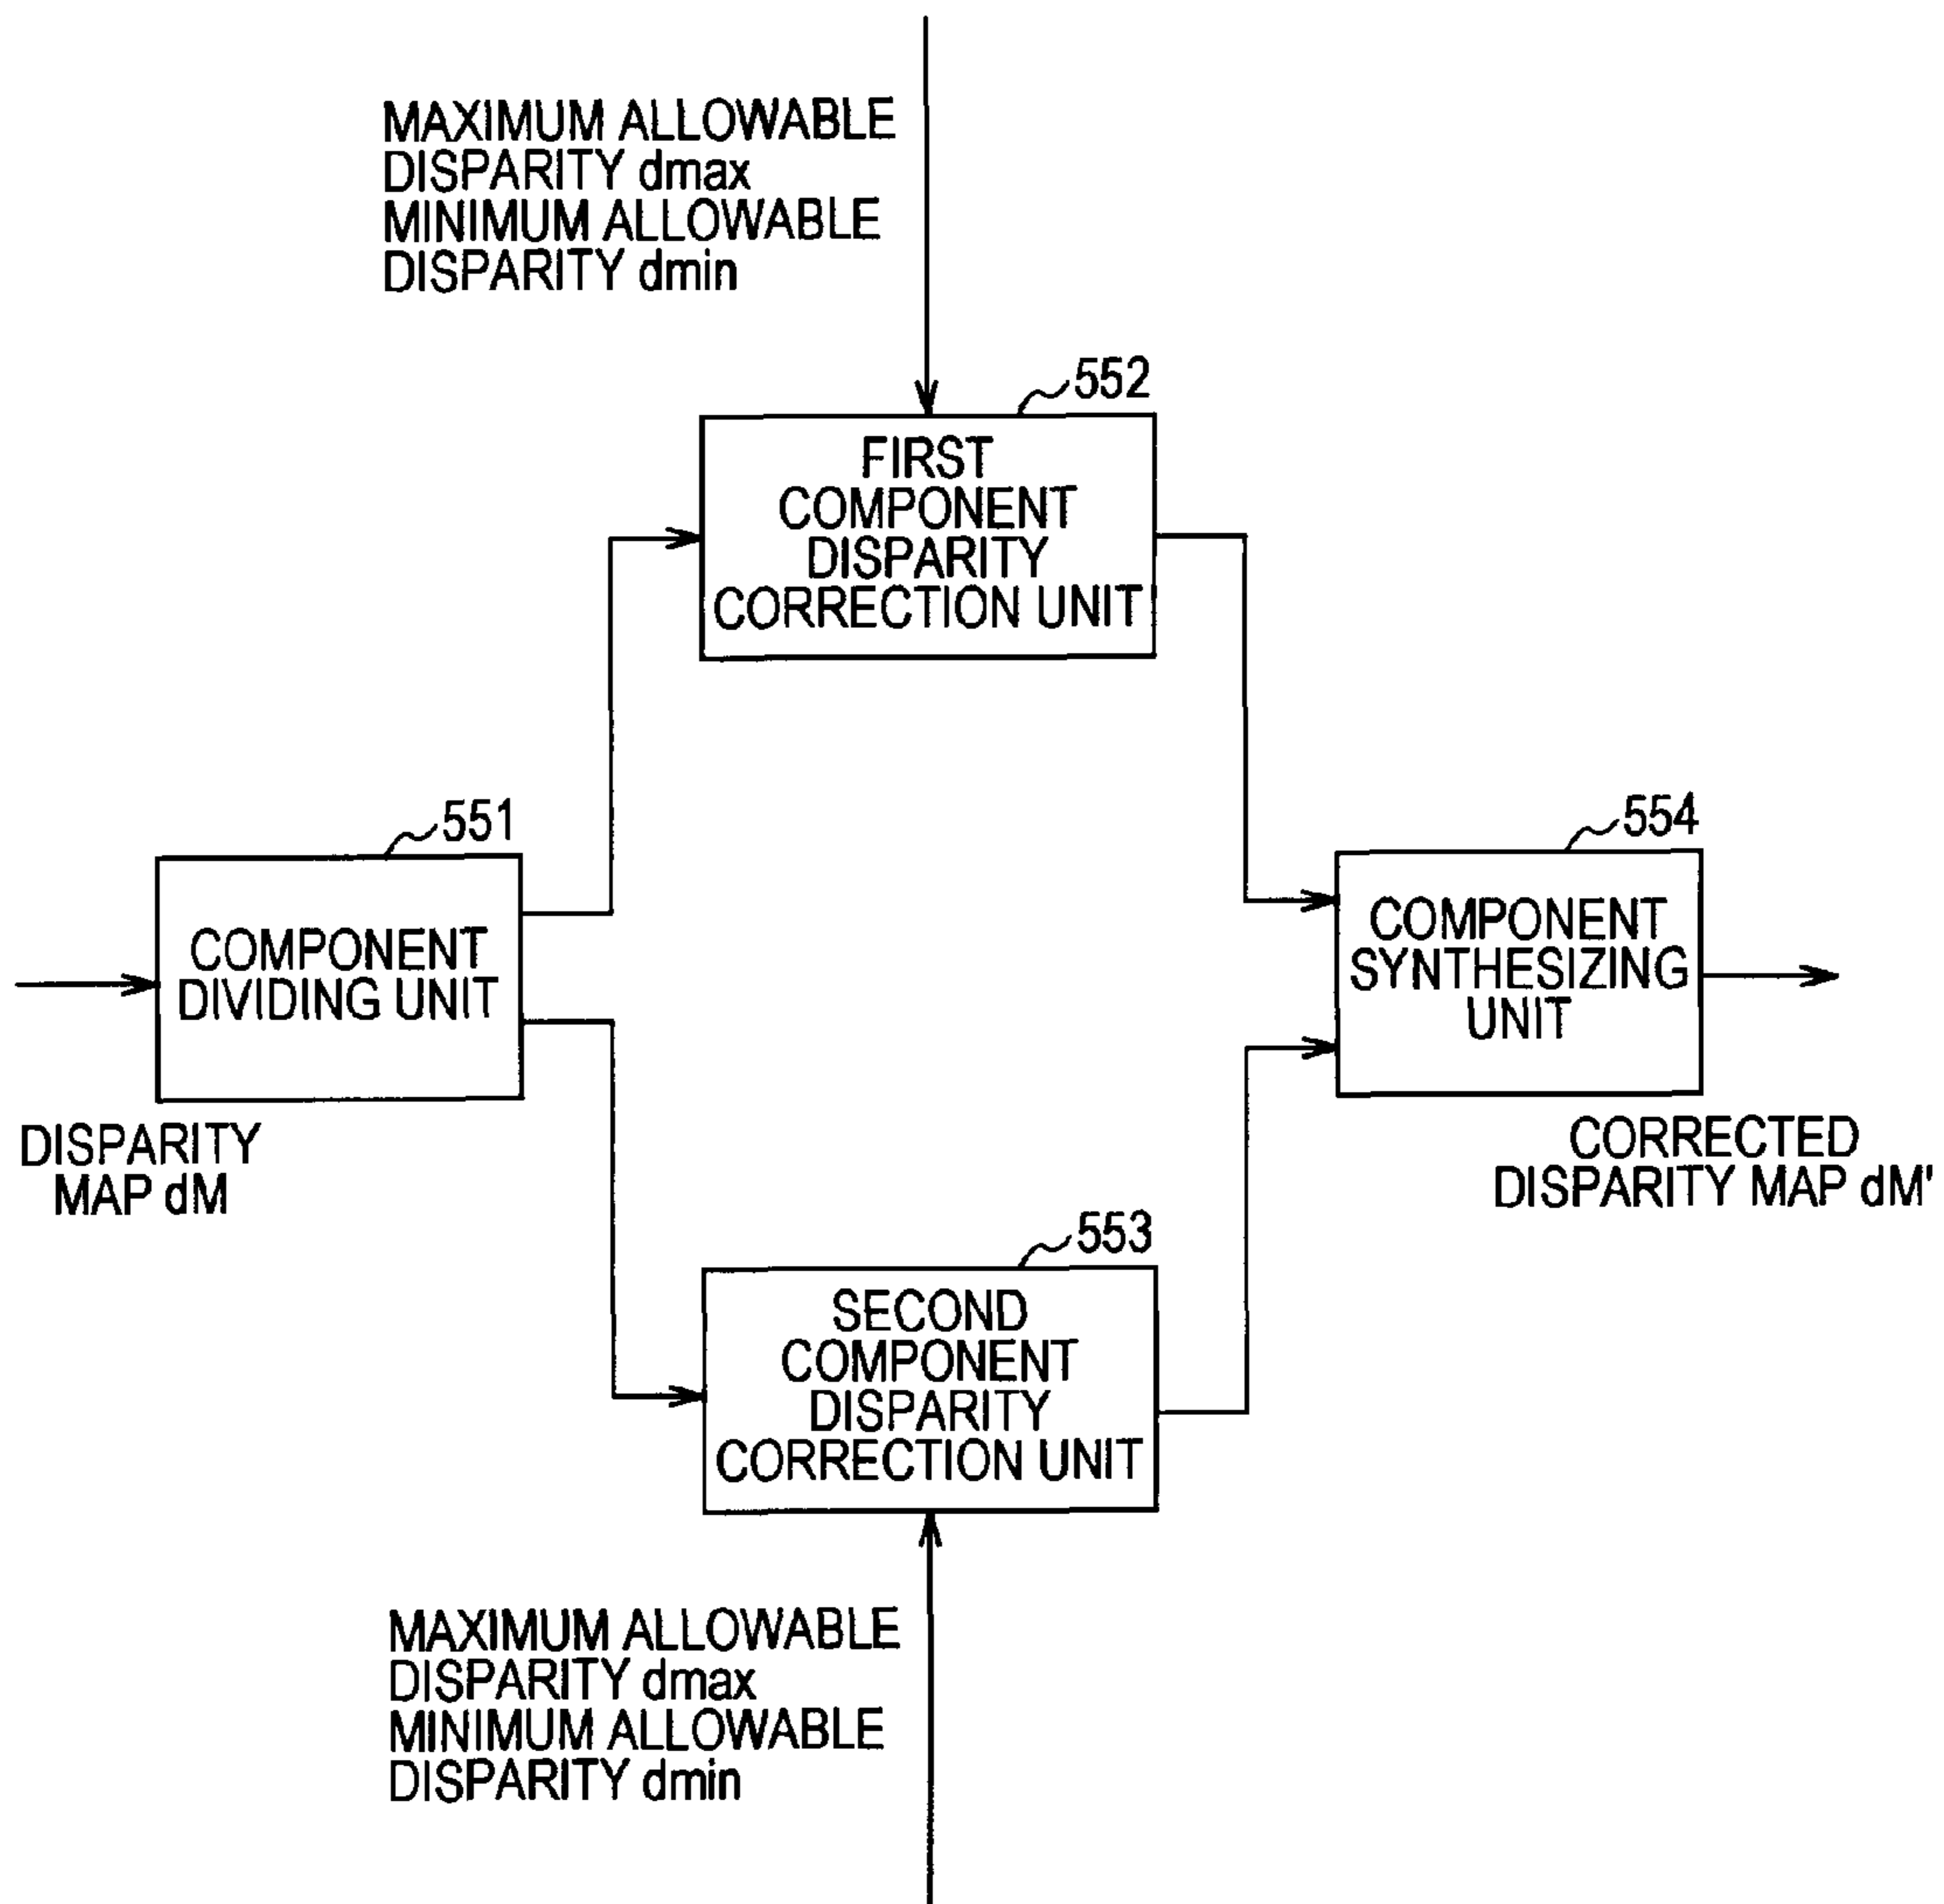 MAXIMUM ALLOWABLE
DISPARITY dmax
MINIMUM ALLOWABLE
DISPARITY dmin
552
FIRST
COMPONENT
DISPARITY
CORRECTION UNIT
551
COMPONENT
DIVIDING UNIT
DISPARITY
MAP dM
554
COMPONENT
SYNTHESIZING
UNIT
CORRECTED
DISPARITY MAP dM'
553
SECOND
COMPONENT
DISPARITY
CORRECTION UNIT
MAXIMUM ALLOWABLE
DISPARITY dmax
MINIMUM ALLOWABLE
DISPARITY dmin